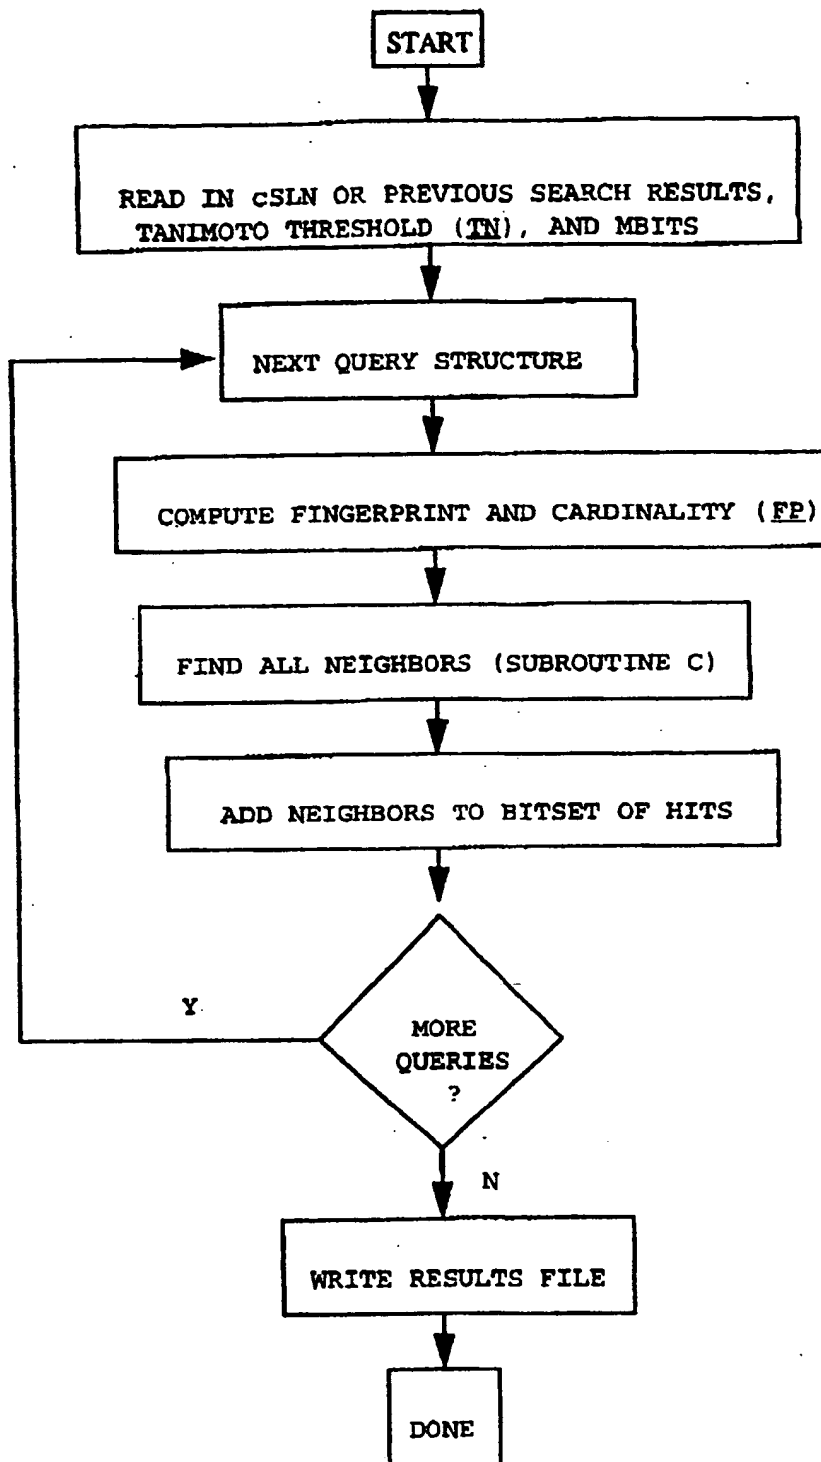 START
READ IN cSLN OR PREVIOUS SEARCH RESULTS,
TANIMOTO THRESHOLD (TN), AND MBITS
NEXT QUERY STRUCTURE
COMPUTE FINGERPRINT AND CARDINALITY (FP)
FIND ALL NEIGHBORS (SUBROUTINE C)
ADD NEIGHBORS TO BITSET OF HITS
Y
MORE
QUERIES
?
N
WRITE RESULTS FILE
DONE